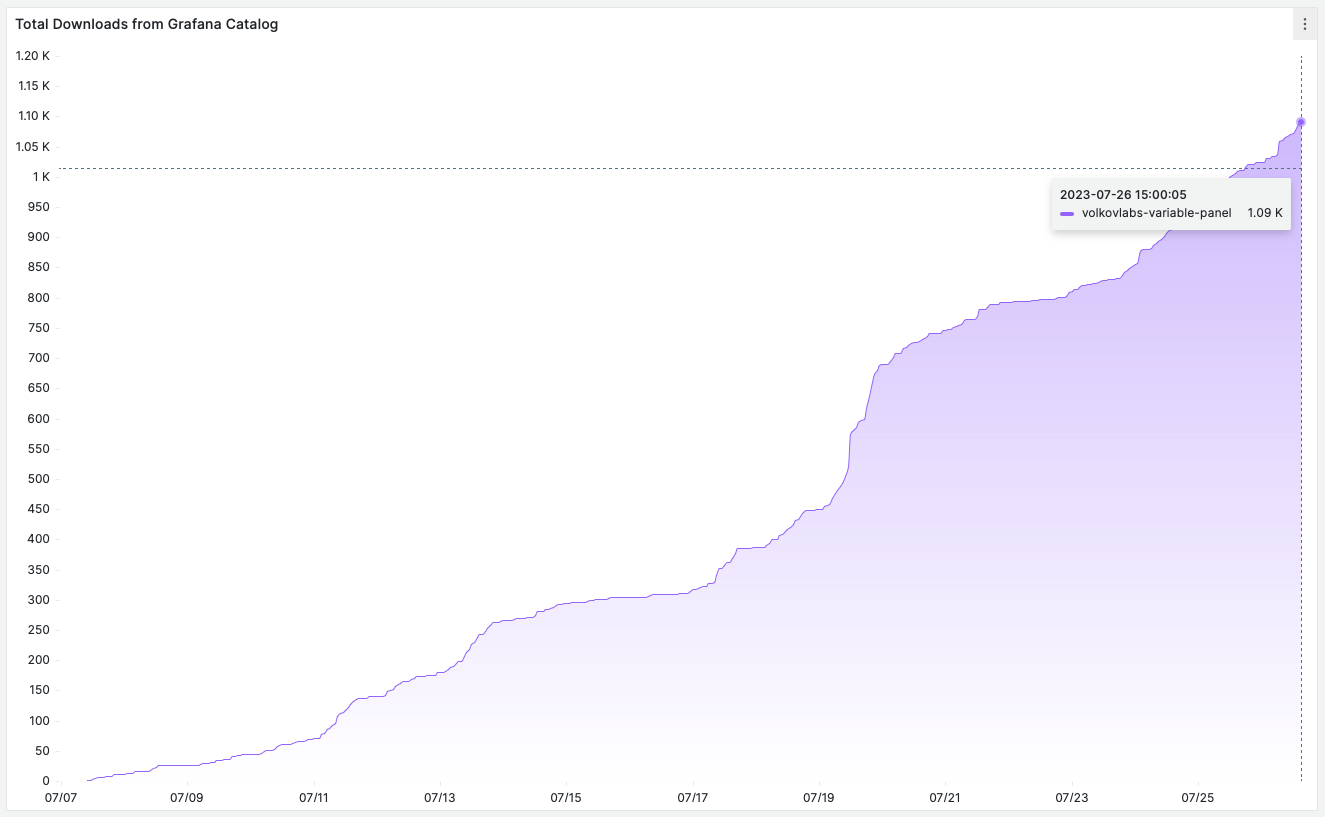 Total Downloads from Grafana Catalog
1.20 K
1.15 K
1.10 K
1.05 K
1 K
950
900
850
800
750
700
650
600
550
500
450
400
350
300
250
200
150
100
50
0
2023-07-26 15:00:05
volkovlabs-variable-panel 1.09 K
07/07 07/09 07/11 07/13 07/15 07/17 07/19 07/21 07/23 07/25